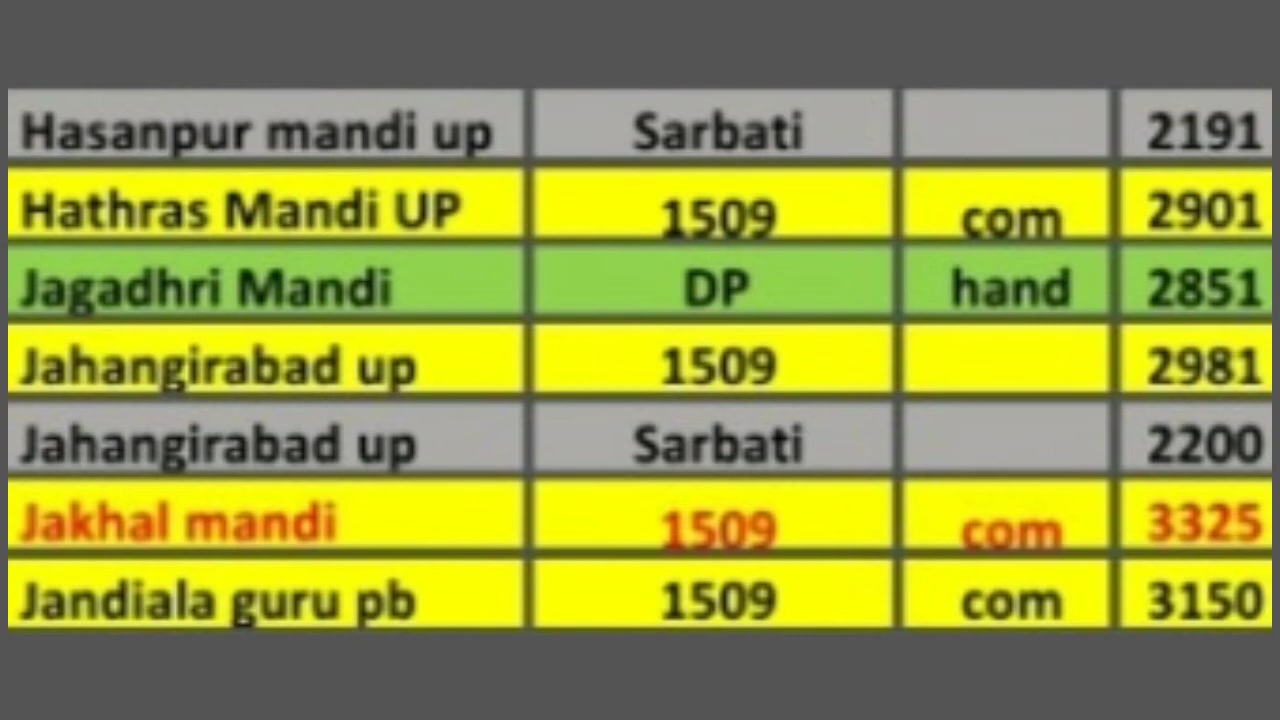 Hasanpur mandi up Sarbati 2191
Hathras Mandi UP 1509 com 2901
Jagadhri Mandi DP hand 2851
Jahangirabad up 1509 2981
Jahangirabad up Sarbati 2200
Jakhal mandi 1509 com 3325
Jandiala guru pb 1509 com 3150